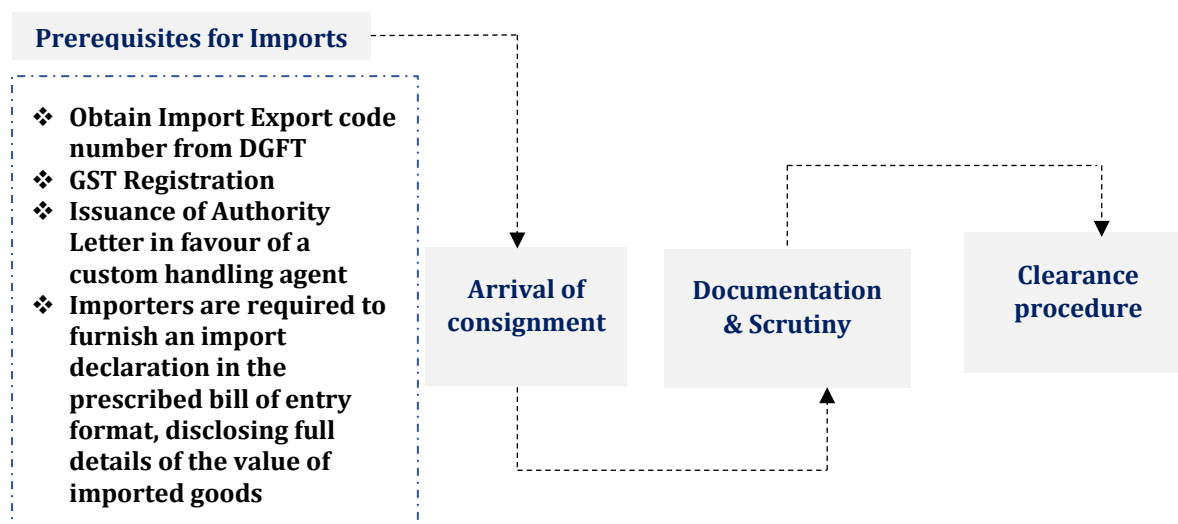 Prerequisites for Imports
❖ Obtain Import Export code
number from DGFT
❖ GST Registration
❖ Issuance of Authority
Letter in favour of a
custom handling agent
❖ Importers are required to
furnish an import
declaration in the
prescribed bill of entry
format, disclosing full
details of the value of
imported goods
Arrival of
consignment
Documentation
& Scrutiny
Clearance
procedure